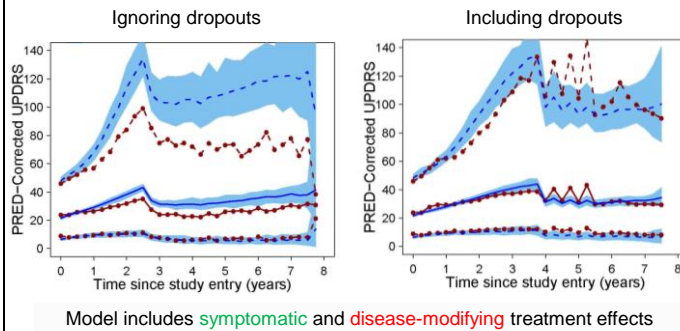 Ignoring dropouts
Including dropouts
PRED−Corrected UPDRS
140
120
100
80
60
40
20
0
0 1 2 3 4 5 6 7 8
Time since study entry (years)
PRED−Corrected UPDRS
140
120
100
80
60
40
20
0
0 1 2 3 4 5 6 7 8
Time since study entry (years)
Model includes symptomatic and disease-modifying treatment effects